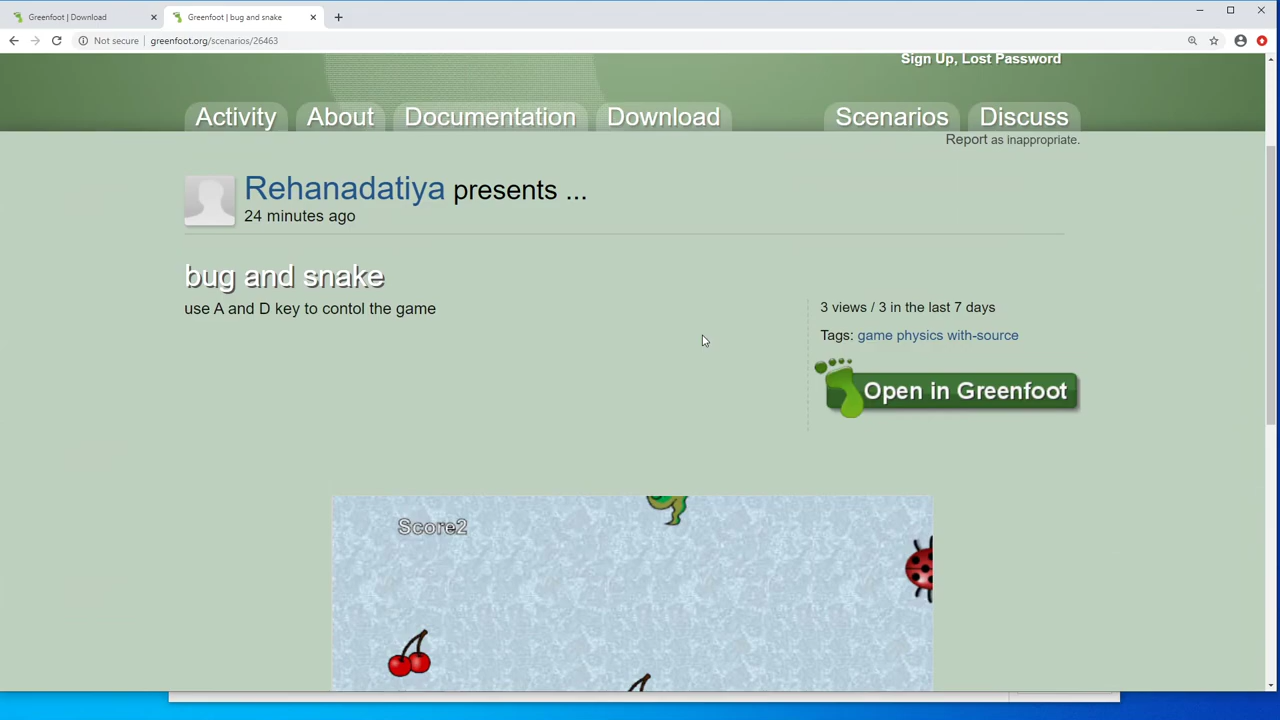 Greenfoot | Download
Greenfoot | bug and snake
Not secure
greenfoot.org/scenarios/26463
Sign Up, Lost Password
Activity
About
Documentation
Download
Scenarios
Discuss
Report as inappropriate.
Rehanadatiya presents ...
24 minutes ago
bug and snake
use A and D key to contol the game
3 views / 3 in the last 7 days
Tags: game physics with-source
Open in Greenfoot
Score2